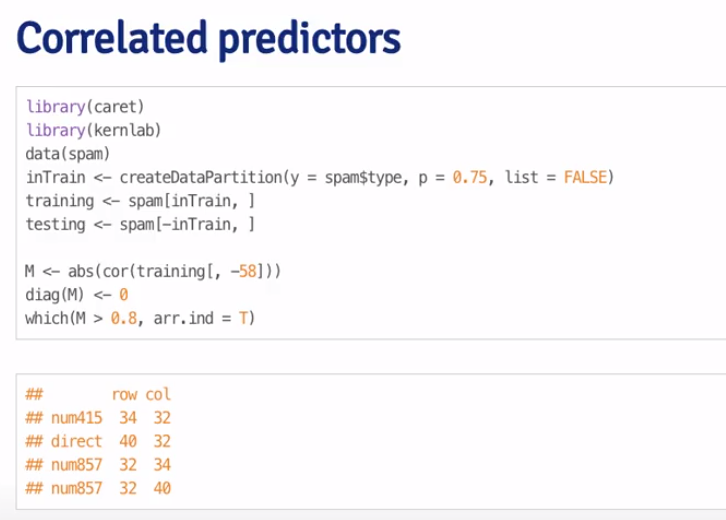 Correlated predictors
library(caret)
library(kernlab)
data(spam)
inTrain <- createDataPartition(y = spam$type, p = 0.75, list = FALSE)
training <- spam[inTrain, ]
testing <- spam[-inTrain, ]
M <- abs(cor(training[, -58]))
diag(M) <- 0
which(M > 0.8, arr.ind = T)
##        row col
## num415  34  32
## direct  40  32
## num857  32  34
## num857  32  40